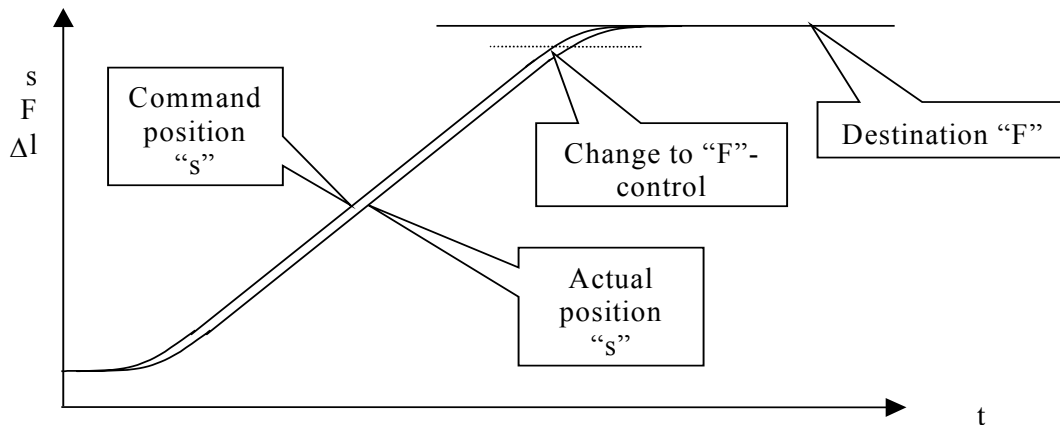 s
F
Δl
Command
position
“s”
Change to “F”-
control
Destination “F”
Actual
position
“s”
t